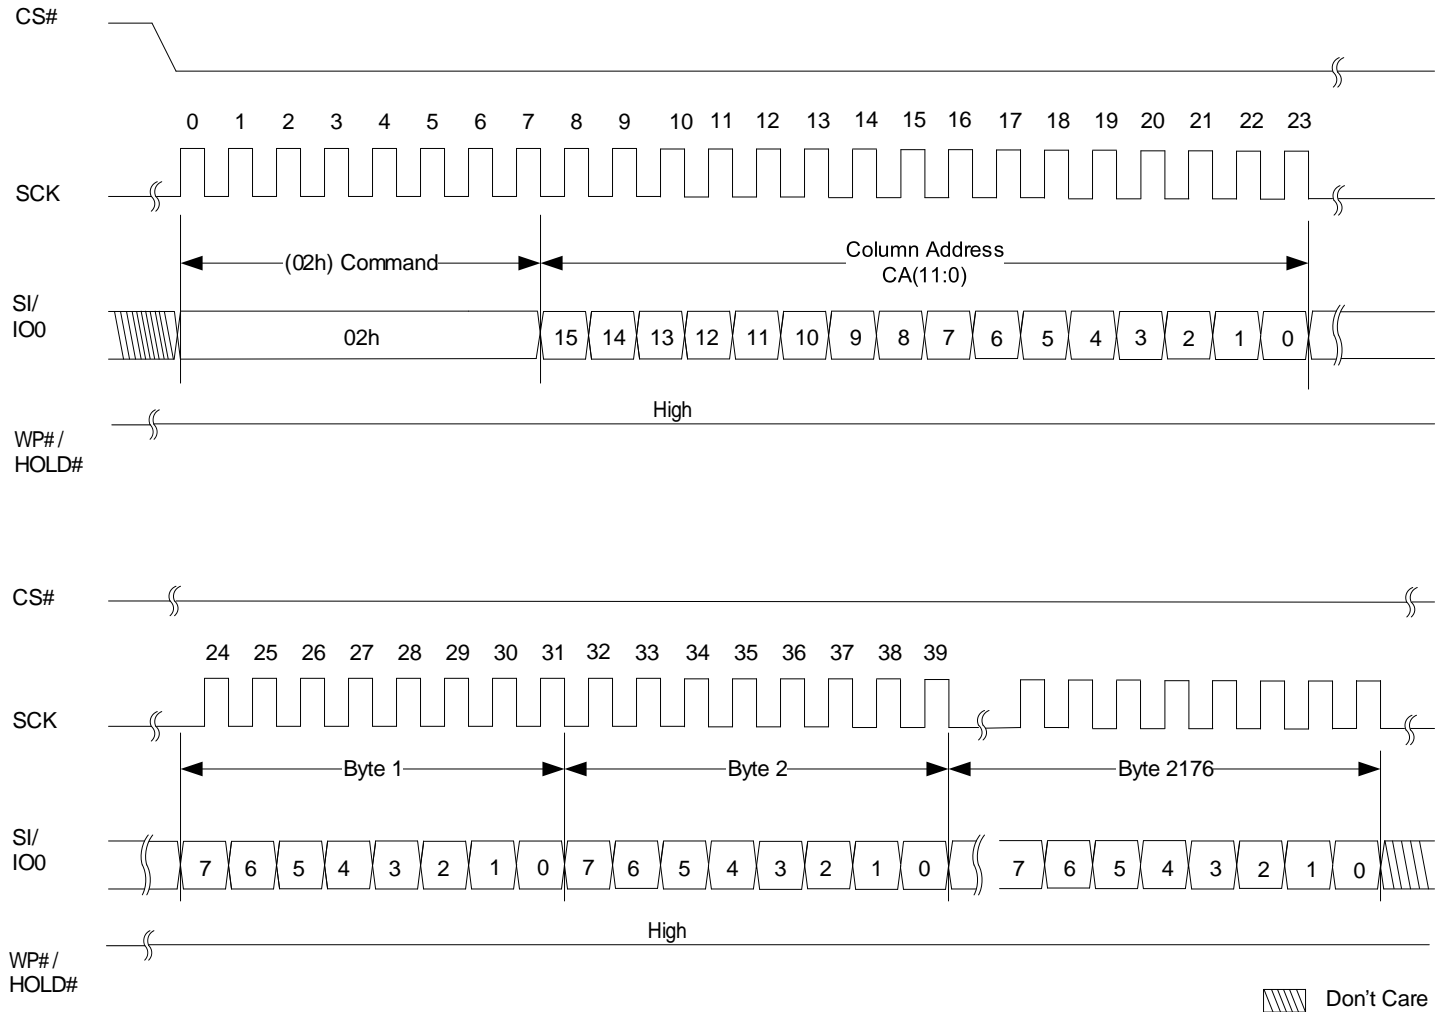 CS#
0 1 2 3 4 5 6 7 8 9 10 11 12 13 14 15 16 17 18 19 20 21 22 23
SCK
(02h) Command
Column Address
CA(11:0)
SI/
IO0
02h 15 14 13 12 11 10 9 8 7 6 5 4 3 2 1 0
High
WP# /
HOLD#
CS#
24 25 26 27 28 29 30 31 32 33 34 35 36 37 38 39
SCK
Byte 1 Byte 2 Byte 2176
SI/
IO0
7 6 5 4 3 2 1 0 7 6 5 4 3 2 1 0 7 6 5 4 3 2 1 0
High
WP# /
HOLD#
Don't Care